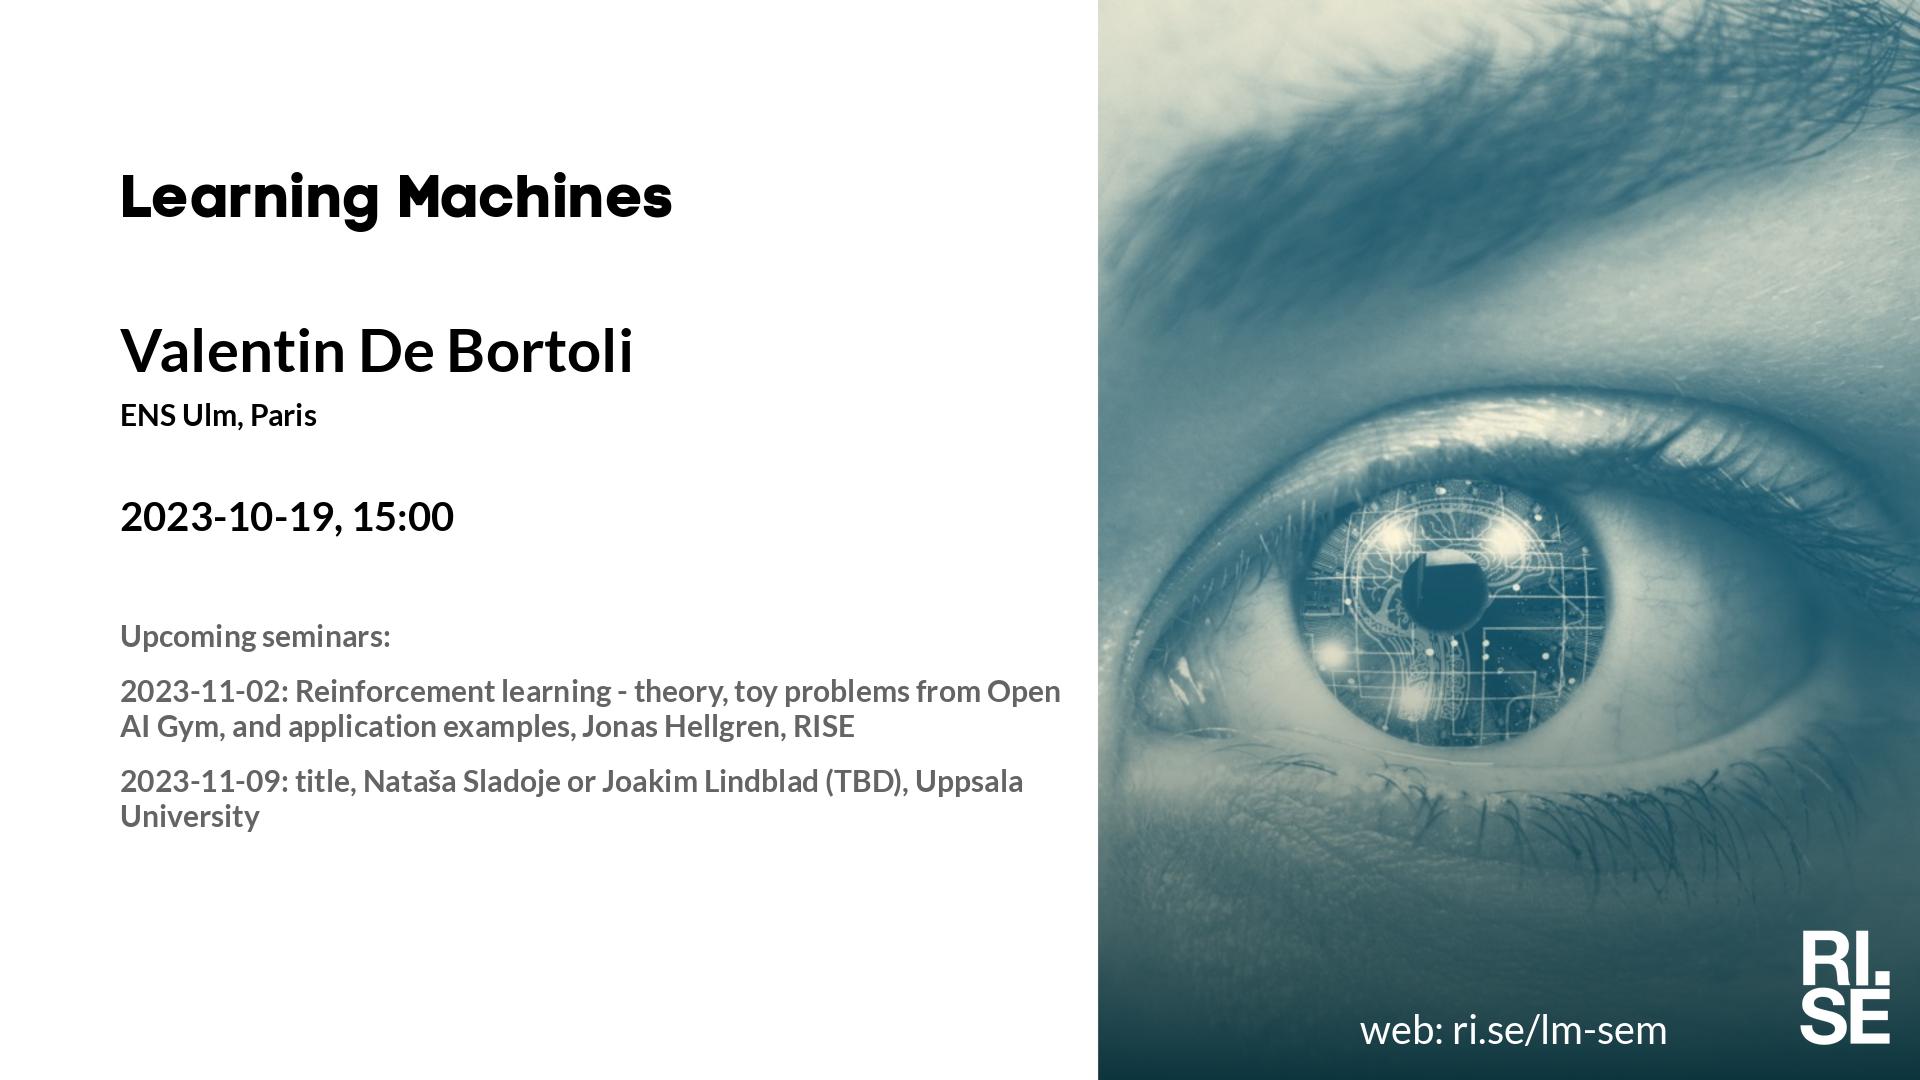 Learning Machines
Valentin De Bortoli
ENS Ulm, Paris
2023-10-19, 15:00
Upcoming seminars:
2023-11-02: Reinforcement learning - theory, toy problems from Open
AI Gym, and application examples, Jonas Hellgren, RISE
2023-11-09: title, Nataša Sladoje or Joakim Lindblad (TBD), Uppsala
University
web: ri.se/lm-sem
RI.
SE